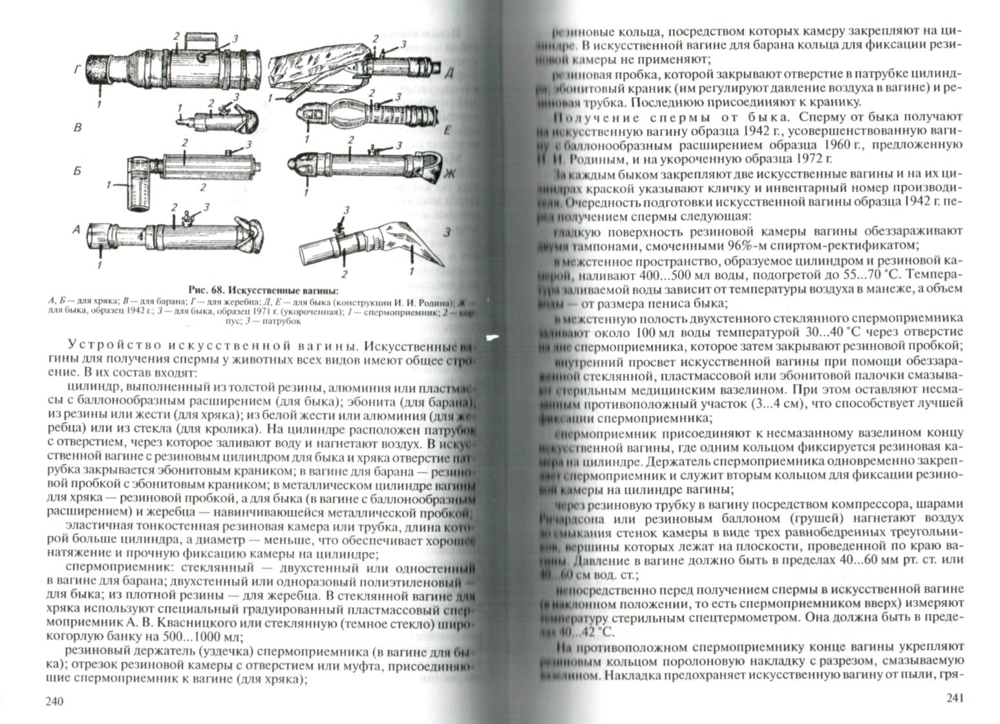 2
3
Г
1
2
3
Д
1
1
2
3
В
2
3
1
Е
2
3
Б
1
2
2
3
1
Ж
А
2
3
1
3
З
2
1
Рис. 68. Искусственные вагины:
А, Б — для хряка; В — для барана; Г — для жеребца; Д, Е — для быка (конструкции И. И. Родина); Ж —
для быка, образец 1942 г.; З — для быка, образец 1971 г. (укороченная); 1 — спермоприемник; 2 — кор-
пус; 3 — патрубок
Устройство искусственной вагины. Искусственные ва-
гины для получения спермы у животных всех видов имеют общее стро-
ение. В их состав входят:
цилиндр, выполненный из толстой резины, алюминия или пластмас-
сы с баллонообразным расширением (для быка); эбонита (для барана),
из резины или жести (для хряка); из белой жести или алюминия (для же-
ребца) или из стекла (для кролика). На цилиндре расположен патрубок
с отверстием, через которое заливают воду и нагнетают воздух. В искус-
ственной вагине с резиновым цилиндром для быка и хряка отверстие пат-
рубка закрывается эбонитовым краником; в вагине для барана — резино-
вой пробкой с эбонитовым краником; в металлическом цилиндре вагины
для хряка — резиновой пробкой, а для быка (в вагине с баллонообразным
расширением) и жеребца — навинчивающейся металлической пробкой;
эластичная тонкостенная резиновая камера или трубка, длина кото-
рой больше цилиндра, а диаметр — меньше, что обеспечивает хорошее
натяжение и прочную фиксацию камеры на цилиндре;
спермоприемник: стеклянный — двухстенный или одностенный
в вагине для барана; двухстенный или одноразовый полиэтиленовый —
для быка; из плотной резины — для жеребца. В стеклянной вагине для
хряка используют специальный градуированный пластмассовый спер-
моприемник А. В. Квасницкого или стеклянную (темное стекло) широ-
когорлую банку на 500...1000 мл;
резиновый держатель (уздечка) спермоприемника (в вагине для бы-
ка); отрезок резиновой камеры с отверстием или муфта, присоединяю-
щие спермоприемник к вагине (для хряка);
240
резиновые кольца, посредством которых камеру закрепляют на ци-
линдре. В искусственной вагине для барана кольца для фиксации рези-
новой камеры не применяют;
резиновая пробка, которой закрывают отверстие в патрубке цилинд-
ра, эбонитовый краник (им регулируют давление воздуха в вагине) и ре-
зиновая трубка. Последнюю присоединяют к кранику.
Получение спермы от быка. Сперму от быка получают
на искусственную вагину образца 1942 г., усовершенствованную ваги-
ну с баллонообразным расширением образца 1960 г., предложенную
И. И. Родиным, и на укороченную образца 1972 г.
За каждым быком закрепляют две искусственные вагины и на их ци-
линдрах краской указывают кличку и инвентарный номер производи-
теля. Очередность подготовки искусственной вагины образца 1942 г. пе-
ред получением спермы следующая:
гладкую поверхность резиновой камеры вагины обеззараживают
двумя тампонами, смоченными 96%-м спиртом-ректификатом;
в межстенное пространство, образуемое цилиндром и резиновой ка-
мерой, наливают 400...500 мл воды, подогретой до 55...70 °С. Темпера-
тура заливаемой воды зависит от температуры воздуха в манеже, а объем
воды — от размера пениса быка;
в межстенную полость двухстенного стеклянного спермоприемника
заливают около 100 мл воды температурой 30...40 °С через отверстие
на дне спермоприемника, которое затем закрывают резиновой пробкой;
внутренний просвет искусственной вагины при помощи обеззара-
женной стеклянной, пластмассовой или эбонитовой палочки смазыва-
ют стерильным медицинским вазелином. При этом оставляют несма-
занным противоположный участок (3...4 см), что способствует лучшей
фиксации спермоприемника;
спермоприемник присоединяют к несмазанному вазелином концу
искусственной вагины, где одним кольцом фиксируется резиновая ка-
мера на цилиндре. Держатель спермоприемника одновременно закреп-
ляет спермоприемник и служит вторым кольцом для фиксации резино-
вой камеры на цилиндре вагины;
через резиновую трубку в вагину посредством компрессора, шарами
Ричардсона или резиновым баллоном (грушей) нагнетают воздух
до смыкания стенок камеры в виде трех равнобедренных треугольни-
ков, вершины которых лежат на плоскости, проведенной по краю ва-
гины. Давление в вагине должно быть в пределах 40...60 мм рт. ст. или
40...60 см вод. ст.;
непосредственно перед получением спермы в искусственной вагине
(в наклонном положении, то есть спермоприемником вверх) измеряют
температуру стерильным спецтермометром. Она должна быть в преде-
лах 40...42 °С.
На противоположном спермоприемнику конце вагины укрепляют
резиновым кольцом поролоновую накладку с разрезом, смазываемую
вазелином. Накладка предохраняет искусственную вагину от пыли, гря-
241